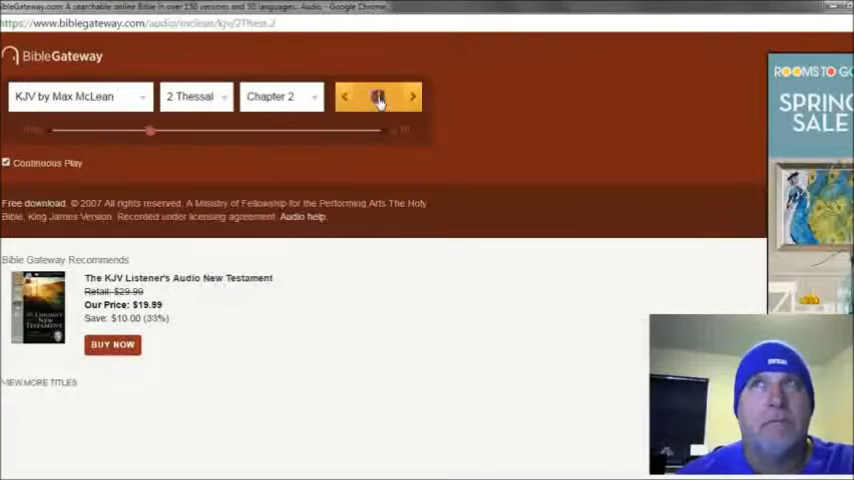 bleGateway.com: A searchable online Bible in over 150 versions and 50 languages: Audio - Google Chrome
https://www.biblegateway.com/audio/mclean/kjv/2Thess.2
BibleGateway
KJV by Max McLean
2 Thessal
Chapter 2
Continuous Play
Free download. © 2007 All rights reserved. A Ministry of Fellowship for the Performing Arts The Holy
Bible, King James Version. Recorded under licensing agreement. Audio help.
ROOMS TO GO
SPRING
SALE
Bible Gateway Recommends
The KJV Listener's Audio New Testament
Retail: $29.99
Our Price: $19.99
Save: $10.00 (33%)
BUY NOW
VIEW MORE TITLES